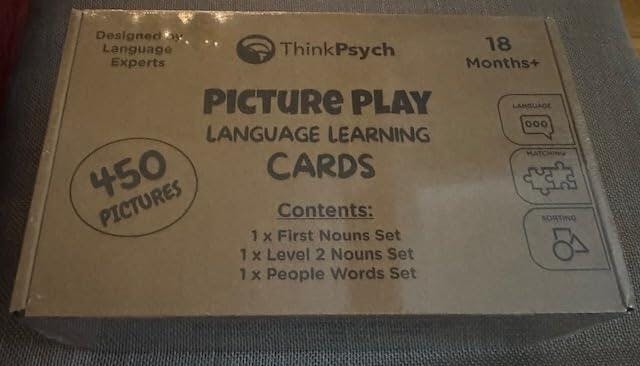 Designed by
Language
Experts
ThinkPsych
18
Months+
PICTURE PLAY
LANGUAGE LEARNING
CARDS
450
PICTURES
Contents:
1 x First Nouns Set
1 x Level 2 Nouns Set
1 x People Words Set
LANGUAGE
MATCHING
SORTING